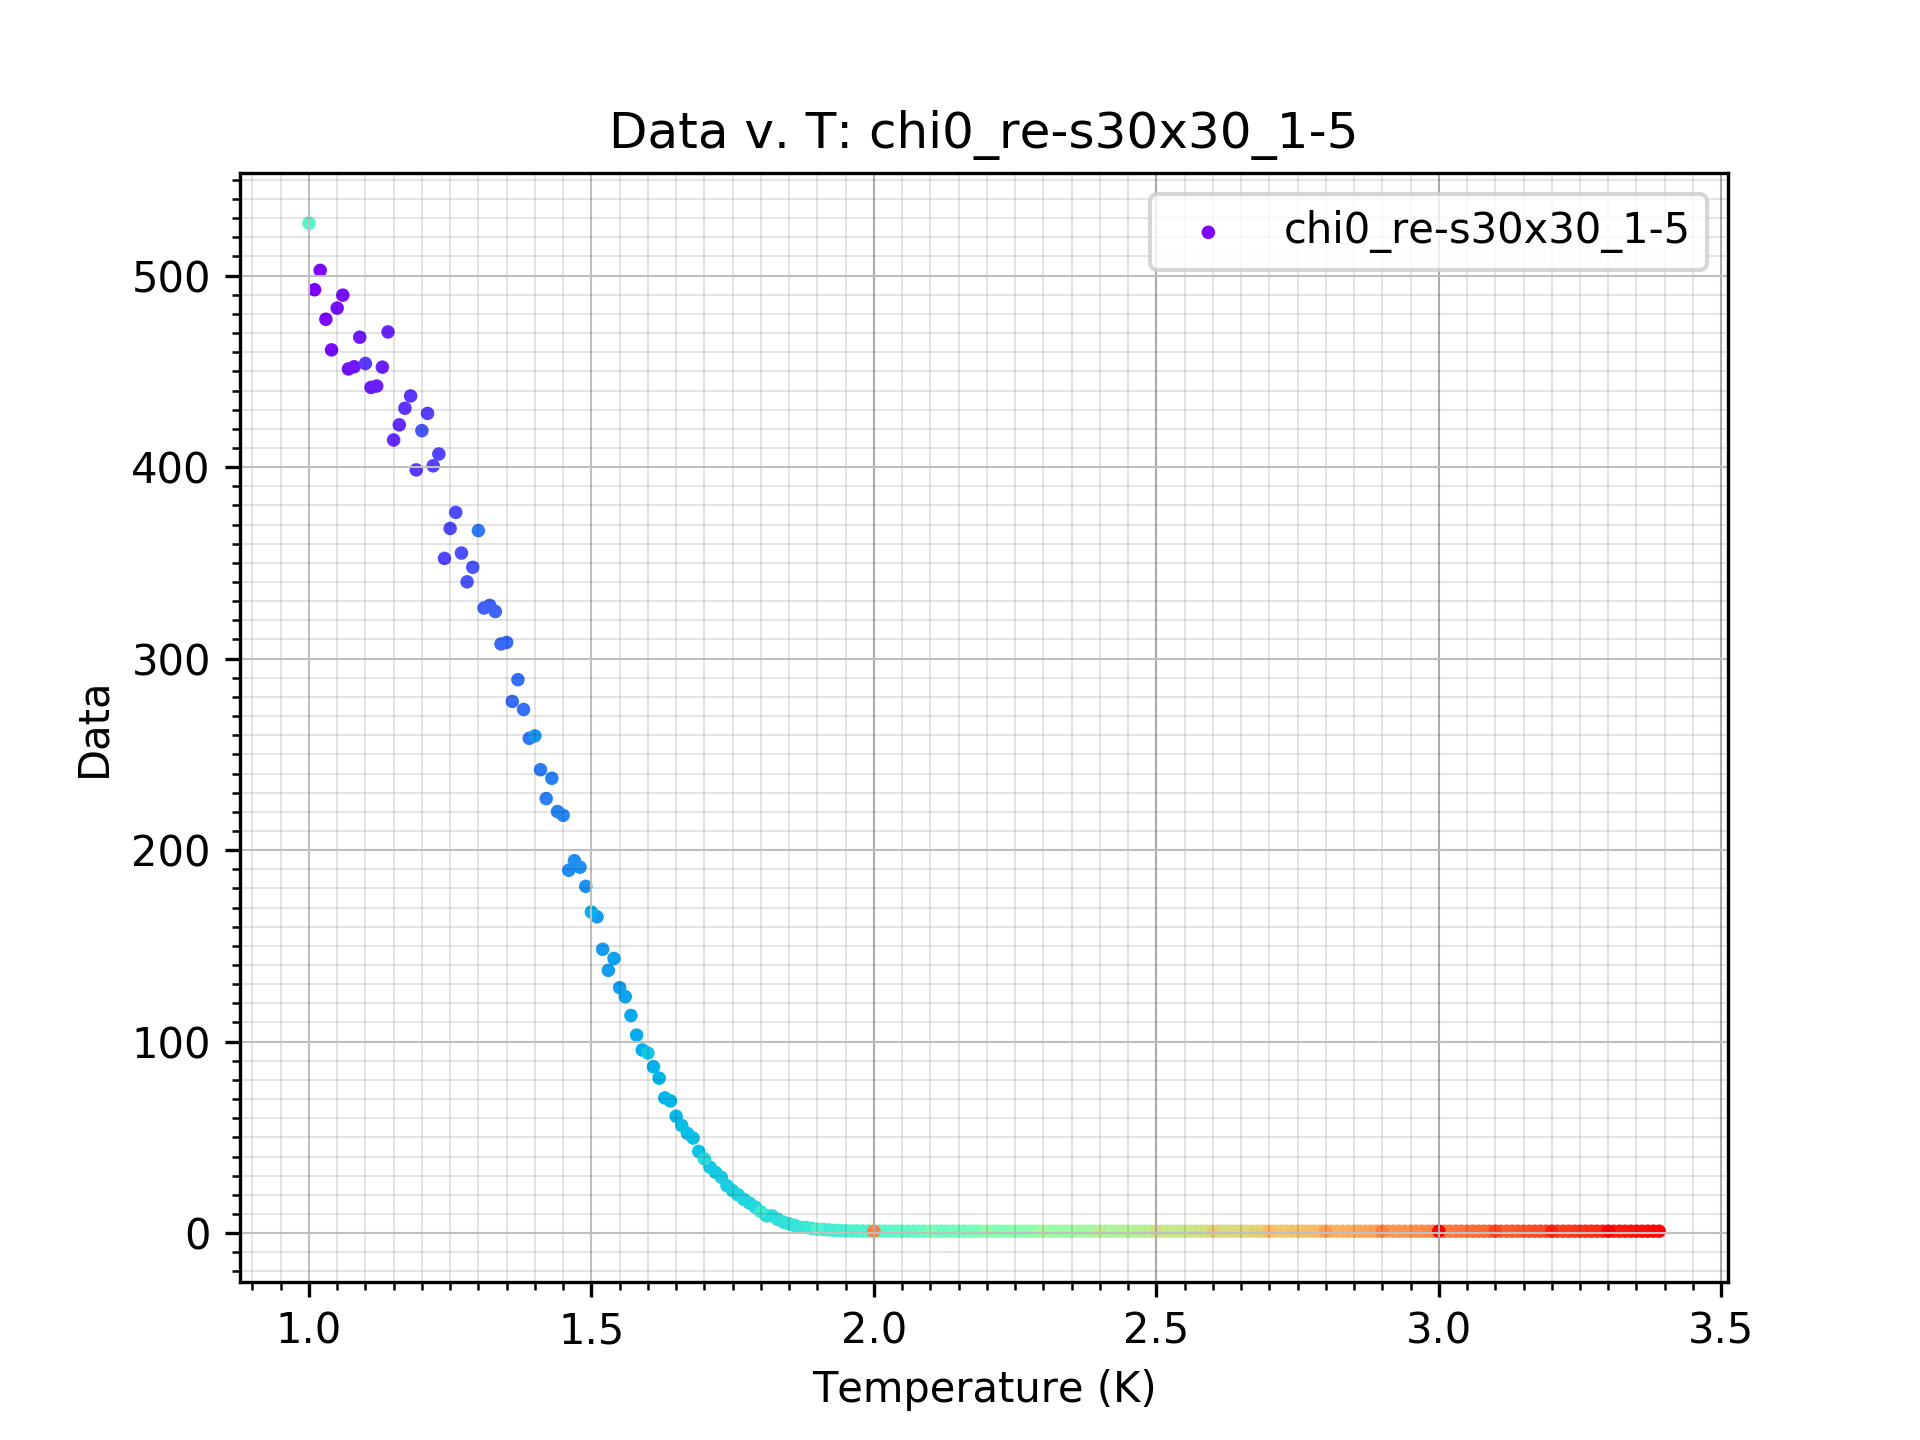 Data v. T: chi0_re-s30x30_1-5
chi0_re-s30x30_1-5
500
400
300
200
100
0
Data
1.0 1.5 2.0 2.5 3.0 3.5
Temperature (K)